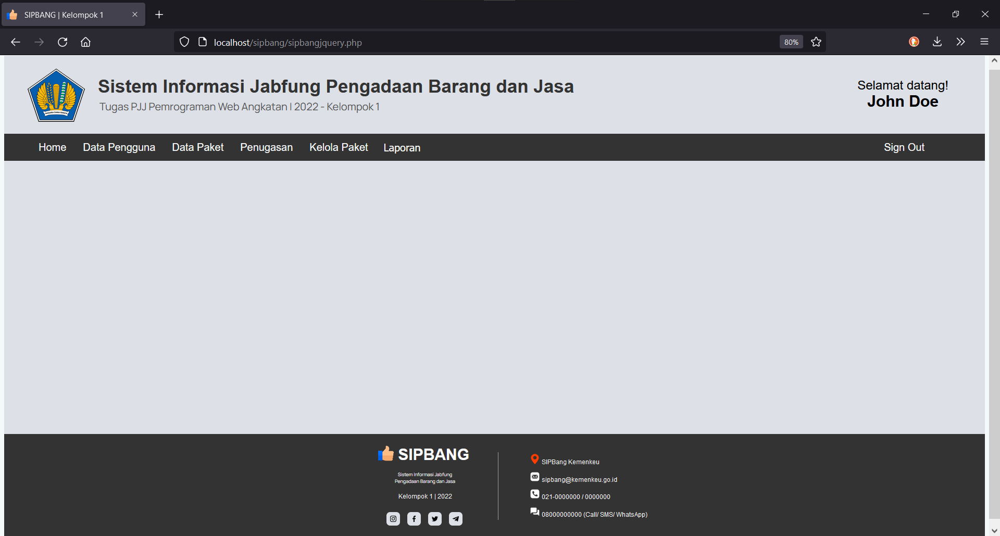 SIPBANG | Kelompok 1
localhost/sipbang/sipbangjquery.php
80%
Sistem Informasi Jabfung Pengadaan Barang dan Jasa
Tugas PJJ Pemrograman Web Angkatan I 2022 - Kelompok 1
Selamat datang!
John Doe
NAGARA DANA RAKCA
Home Data Pengguna Data Paket Penugasan Kelola Paket Laporan Sign Out
SIPBANG
Sistem Informasi Jabfung
Pengadaan Barang dan Jasa
Kelompok 1 | 2022
SIPBang Kemenkeu
sipbang@kemenkeu.go.id
021-0000000 / 0000000
08000000000 (Call/ SMS/ WhatsApp)